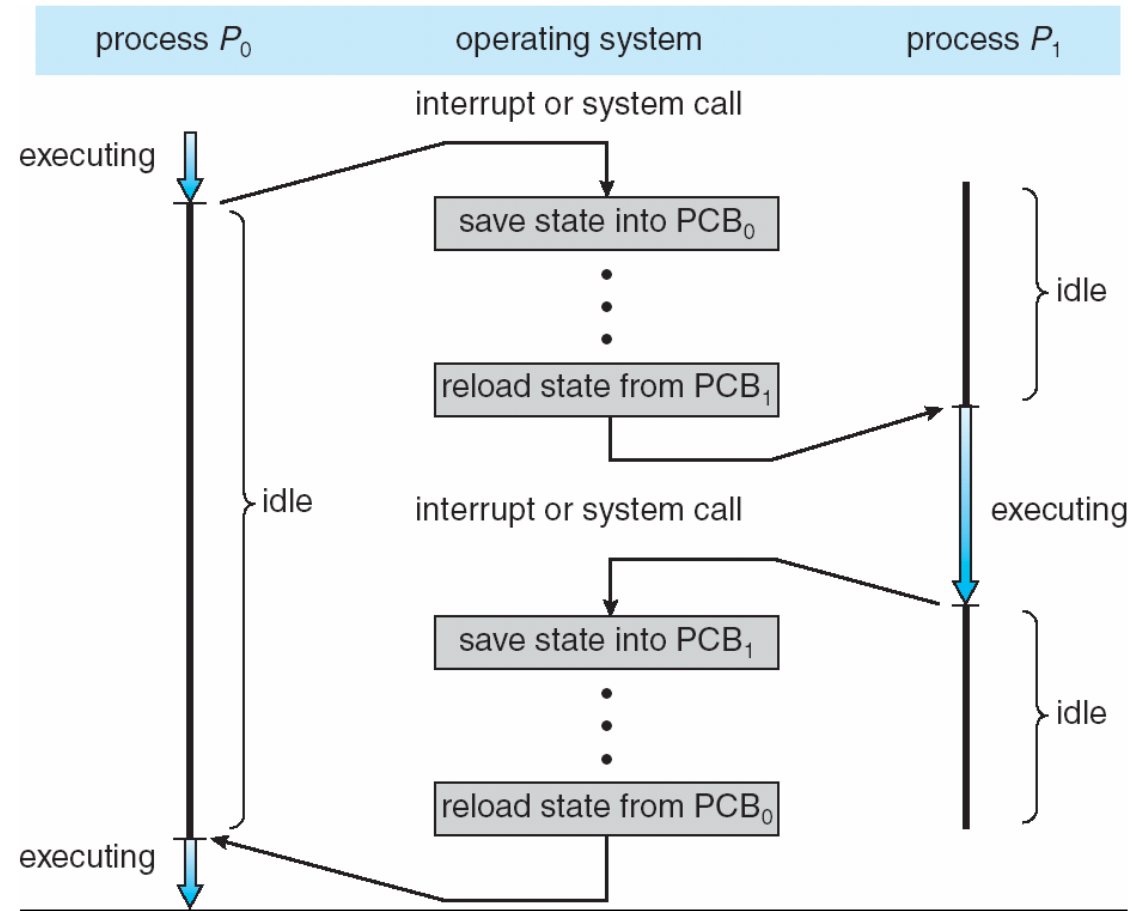 process P₀ operating system process P₁
interrupt or system call
executing
save state into PCB₀
idle
reload state from PCB₁
idle
interrupt or system call
executing
save state into PCB₁
idle
reload state from PCB₀
executing